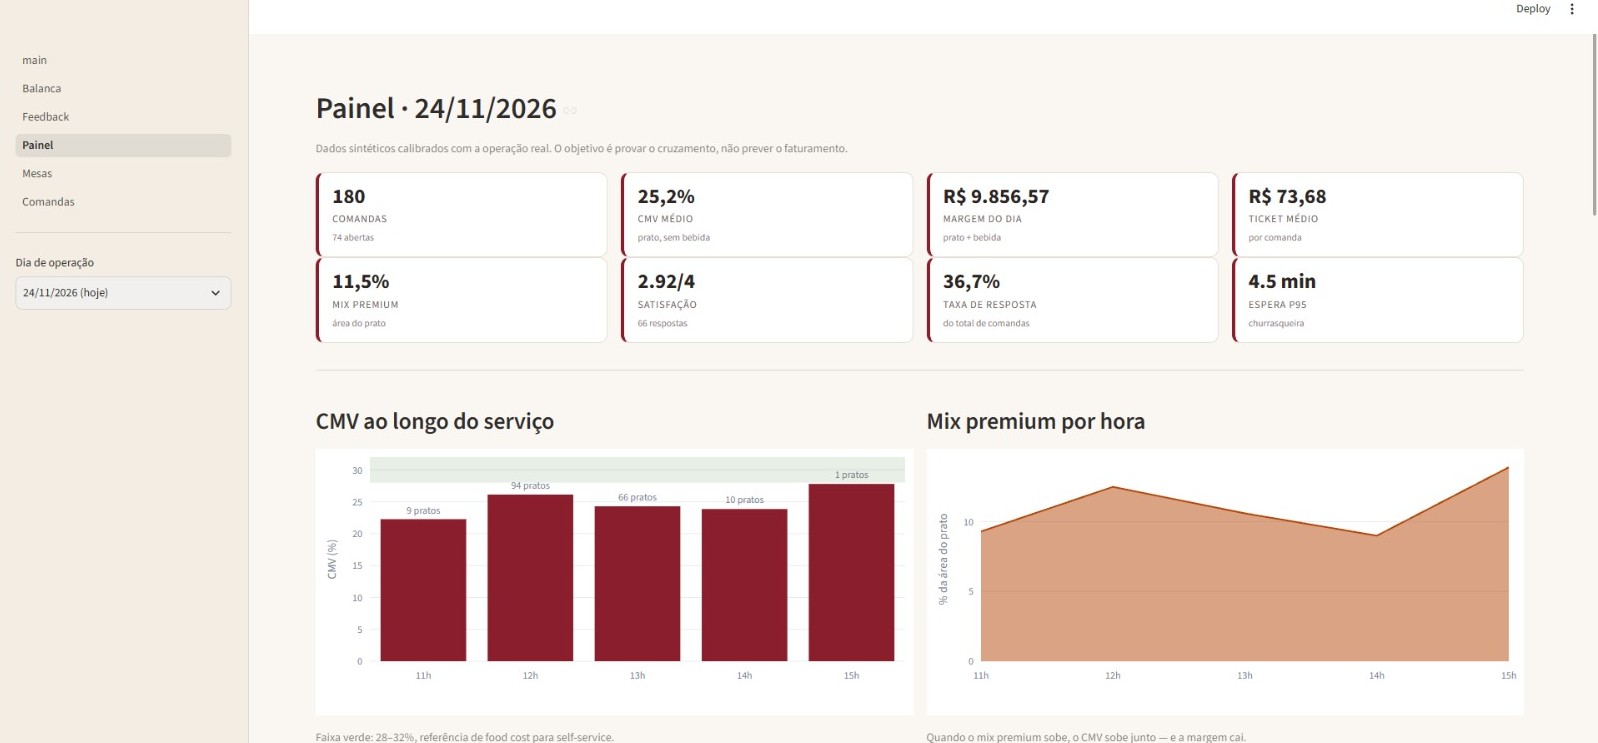 Deploy
main
Balanca
Feedback
Painel
Mesas
Comandas
Dia de operação
24/11/2026 (hoje)
Painel · 24/11/2026
Dados sintéticos calibrados com a operação real. O objetivo é provar o cruzamento, não prever o faturamento.
180
COMANDAS
74 abertas
25,2%
CMV MÉDIO
prato, sem bebida
R$ 9.856,57
MARGEM DO DIA
prato + bebida
R$ 73,68
TICKET MÉDIO
por comanda
11,5%
MIX PREMIUM
área do prato
2.92/4
SATISFAÇÃO
66 respostas
36,7%
TAXA DE RESPOSTA
do total de comandas
4.5 min
ESPERA P95
churrasqueira
CMV ao longo do serviço
CMV (%)
30
25
20
15
10
5
0
9 pratos
94 pratos
66 pratos
10 pratos
1 pratos
11h
12h
13h
14h
15h
Faixa verde: 28–32%, referência de food cost para self-service.
Mix premium por hora
% da área do prato
10
5
0
11h
12h
13h
14h
15h
Quando o mix premium sobe, o CMV sobe junto — e a margem cai.